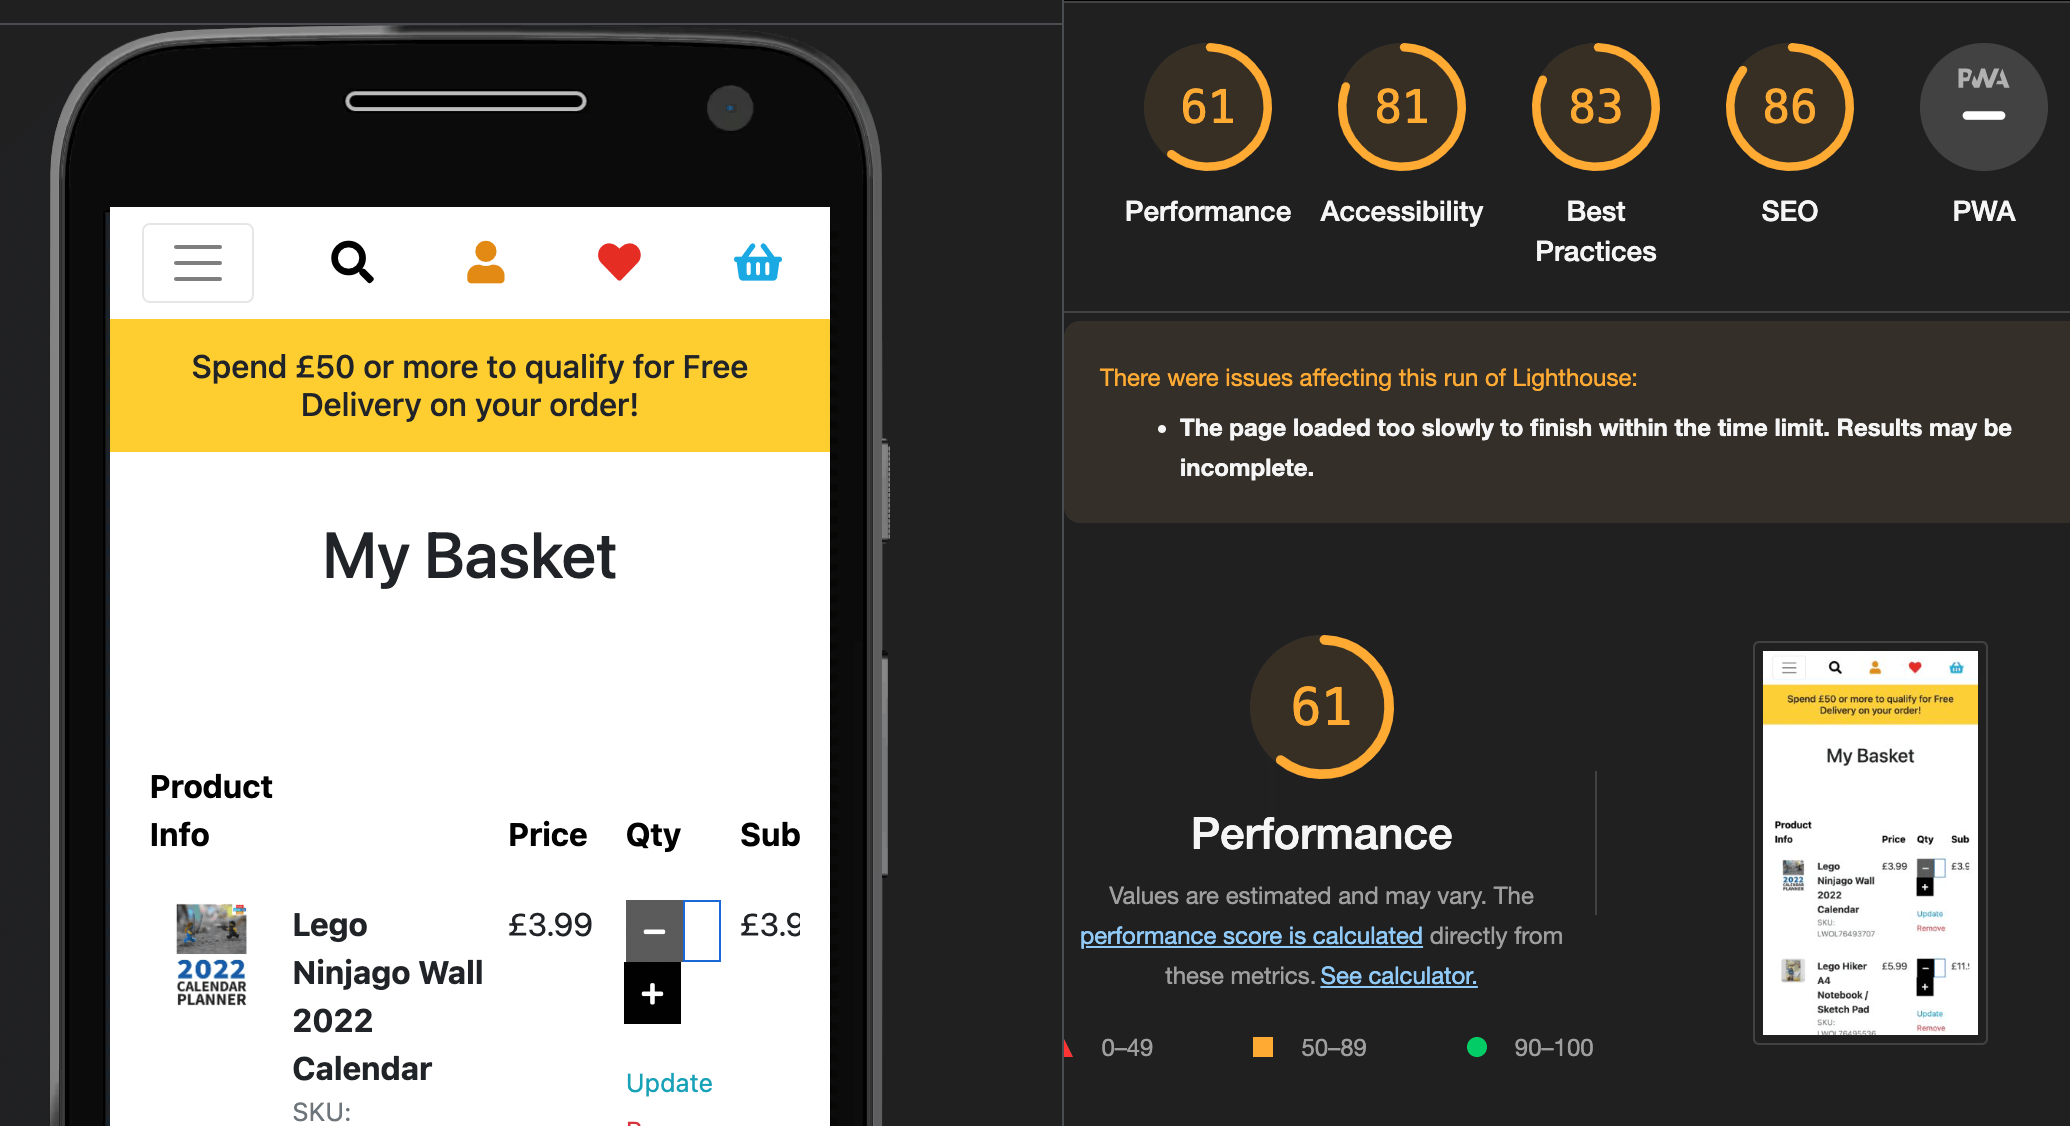 Spend £50 or more to qualify for Free
Delivery on your order!
My Basket
Product
Info
Price
Qty
Sub
2022
CALENDAR
PLANNER
Lego
Ninjago Wall
2022
Calendar
SKU:
£3.99
£3.9
Update
61
81
83
86
PWA
Performance
Accessibility
Best
Practices
SEO
PWA
There were issues affecting this run of Lighthouse:
The page loaded too slowly to finish within the time limit. Results may be
incomplete.
61
Performance
Values are estimated and may vary. The
performance score is calculated directly from
these metrics. See calculator.
0–49
50–89
90–100
Spend £50 or more to qualify for Free
Delivery on your order!
My Basket
Product
Info
Price
Qty
Sub
2022
CALENDAR
PLANNER
Lego
Ninjago Wall
2022
Calendar
SKU:
LWOL76493707
£3.99
£3.9
Update
Remove
Lego Hiker
A4
Notebook /
Sketch Pad
SKU:
LWOL76495536
£5.99
£11.
Update
Remove